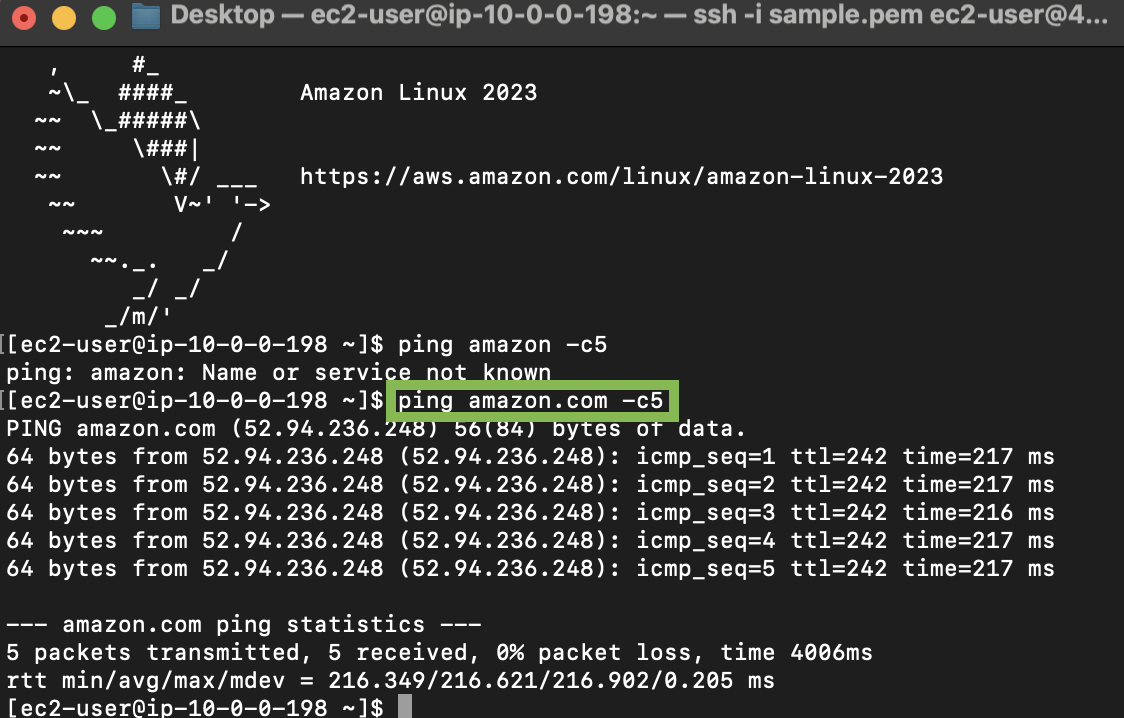 Desktop — ec2-user@ip-10-0-0-198:~ — ssh -i sample.pem ec2-user@4...
   ,     #_
   ~\_  ####_        Amazon Linux 2023
  ~~  \_#####\
  ~~     \###|
  ~~       \#/ ___   https://aws.amazon.com/linux/amazon-linux-2023
   ~~       V~' '->
    ~~~         /
      ~~._.   _/
         _/ _/
       _/m/'
[[ec2-user@ip-10-0-0-198 ~]$ ping amazon -c5
ping: amazon: Name or service not known
[[ec2-user@ip-10-0-0-198 ~]$ ping amazon.com -c5
PING amazon.com (52.94.236.248) 56(84) bytes of data.
64 bytes from 52.94.236.248 (52.94.236.248): icmp_seq=1 ttl=242 time=217 ms
64 bytes from 52.94.236.248 (52.94.236.248): icmp_seq=2 ttl=242 time=217 ms
64 bytes from 52.94.236.248 (52.94.236.248): icmp_seq=3 ttl=242 time=216 ms
64 bytes from 52.94.236.248 (52.94.236.248): icmp_seq=4 ttl=242 time=217 ms
64 bytes from 52.94.236.248 (52.94.236.248): icmp_seq=5 ttl=242 time=217 ms

--- amazon.com ping statistics ---
5 packets transmitted, 5 received, 0% packet loss, time 4006ms
rtt min/avg/max/mdev = 216.349/216.621/216.902/0.205 ms
[ec2-user@ip-10-0-0-198 ~]$